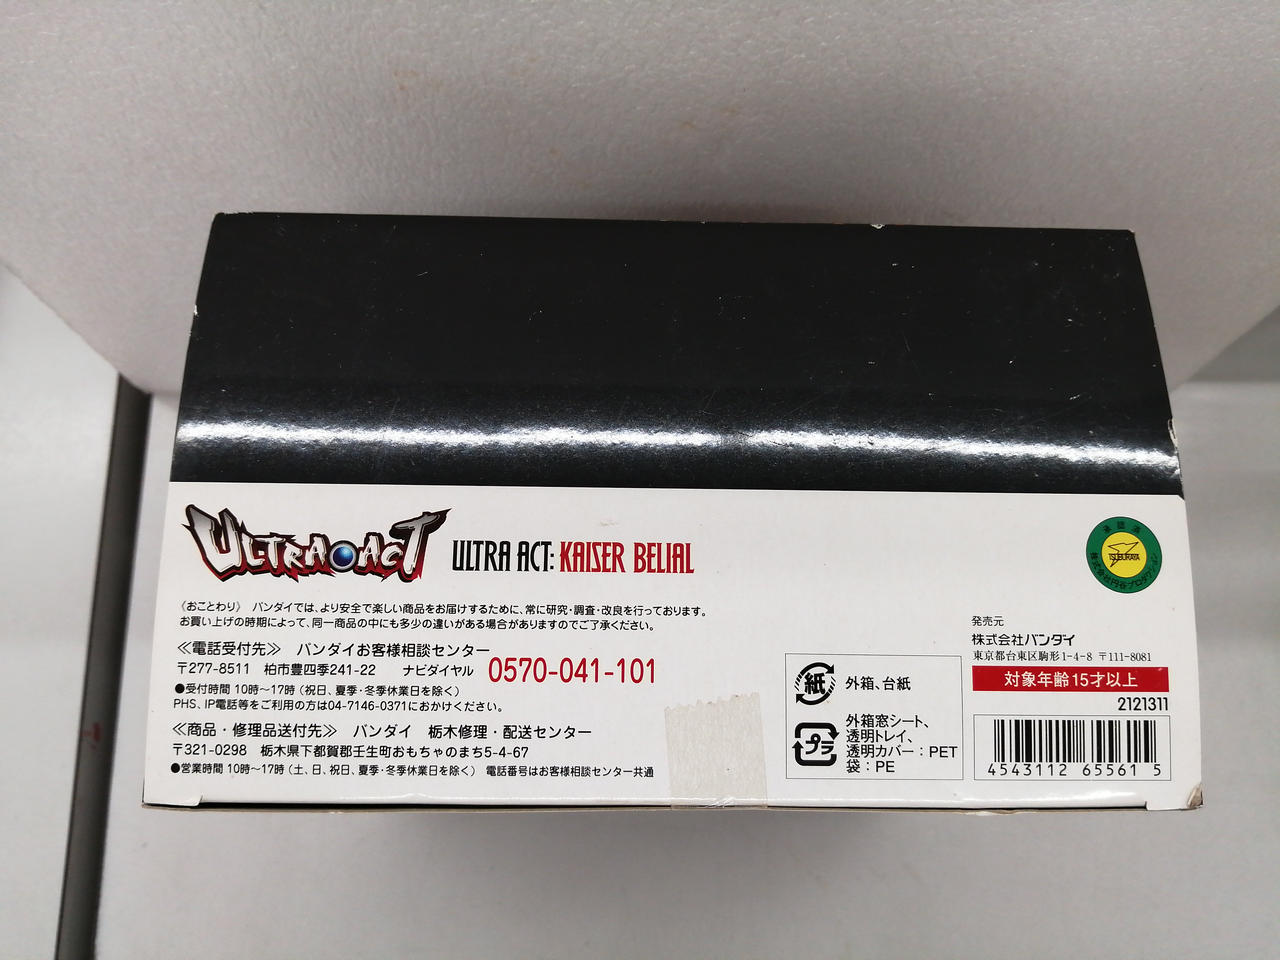 ULTRA ACT
ULTRA ACT: KAISER BELIAL
《おことわり》 バンダイでは、より安全で楽しい商品をお届けするために、常に研究・調査・改良を行っております。
お買い上げの時期によって、同一商品の中にも多少の違いがある場合がありますのでご了承ください。
≪電話受付先≫ バンダイお客様相談センター
〒277-8511 柏市豊四季241-22 ナビダイヤル 0570-041-101
●受付時間 10時〜17時 (祝日、夏季・冬季休業日を除く)
PHS、IP電話等をご利用の方は04-7146-0371におかけください。
≪商品・修理品送付先≫ バンダイ 栃木修理・配送センター
〒321-0298 栃木県下都賀郡壬生町おもちゃのまち5-4-67
●営業時間 10時〜17時 (土、日、祝日、夏季・冬季休業日を除く) 電話番号はお客様相談センター共通
紙
外箱、台紙
プラ
外箱窓シート、
透明トレイ、
透明カバー：PET
袋：PE
承認済
TSUBURAYA
株式会社円谷プロダクション
発売元
株式会社バンダイ
東京都台東区駒形1-4-8 〒111-8081
対象年齢15才以上
2121311
4543112 65561 5